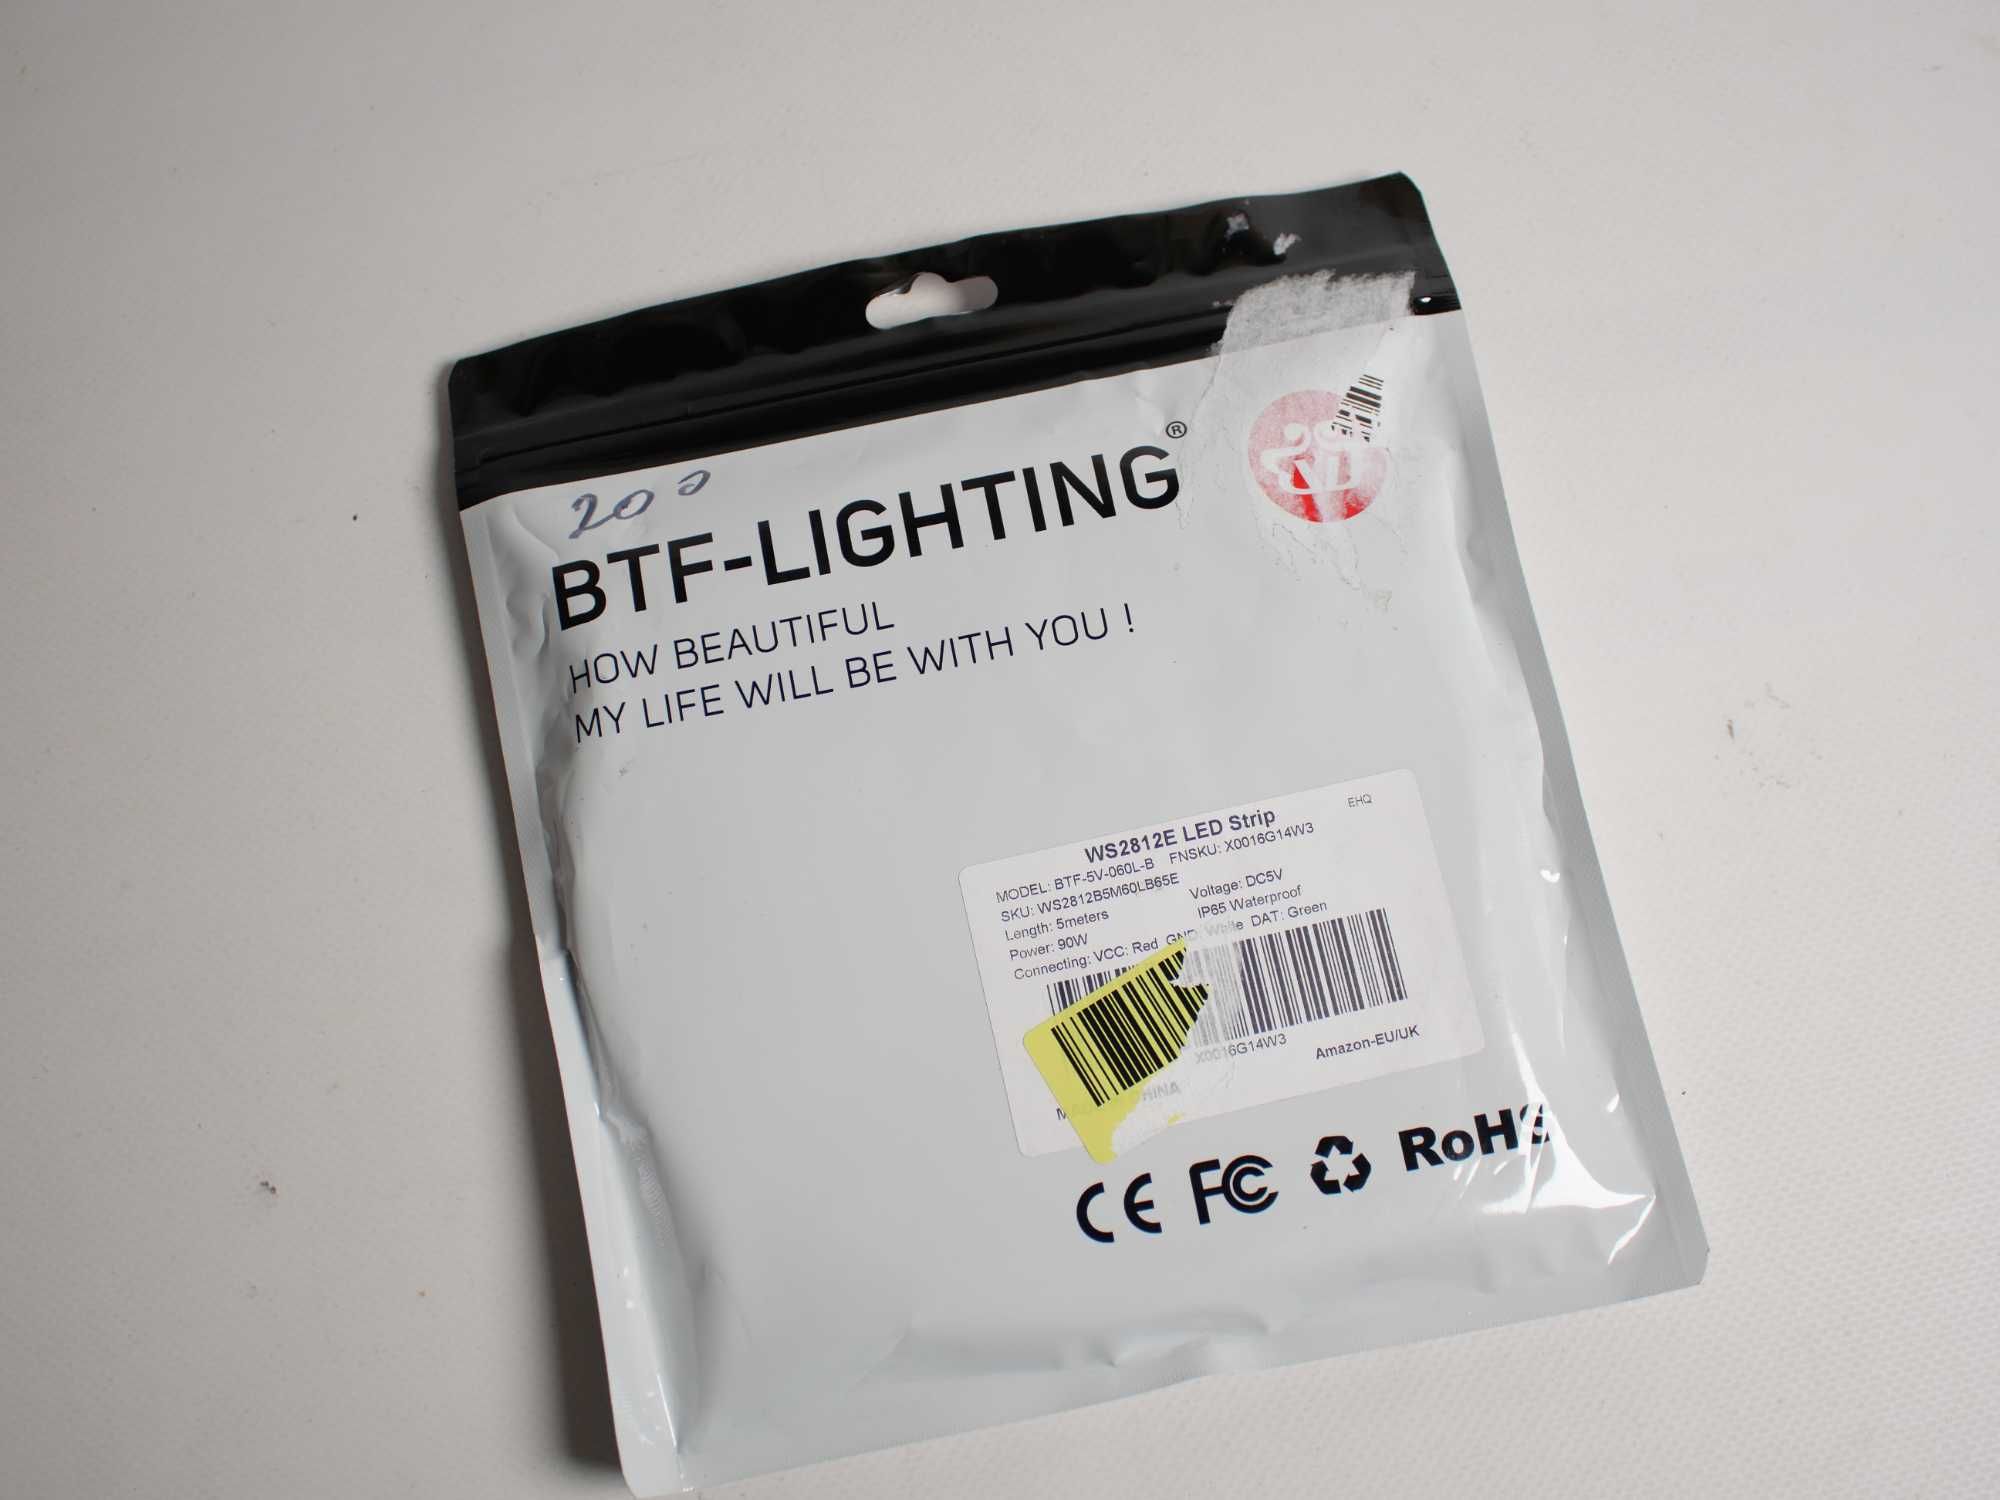 200
BTF-LIGHTING®
HOW BEAUTIFUL
MY LIFE WILL BE WITH YOU !
EHQ
WS2812E LED Strip
MODEL: BTF-5V-060L-B FNSKU: X0016G14W3
SKU: WS2812B5M60LB65E
Length: 5meters Voltage: DC5V
Power: 90W IP65 Waterproof
Connecting: VCC: Red GND: White DAT: Green
X0016G14W3
Amazon-EU/UK
CHINA
CE FC RoHS